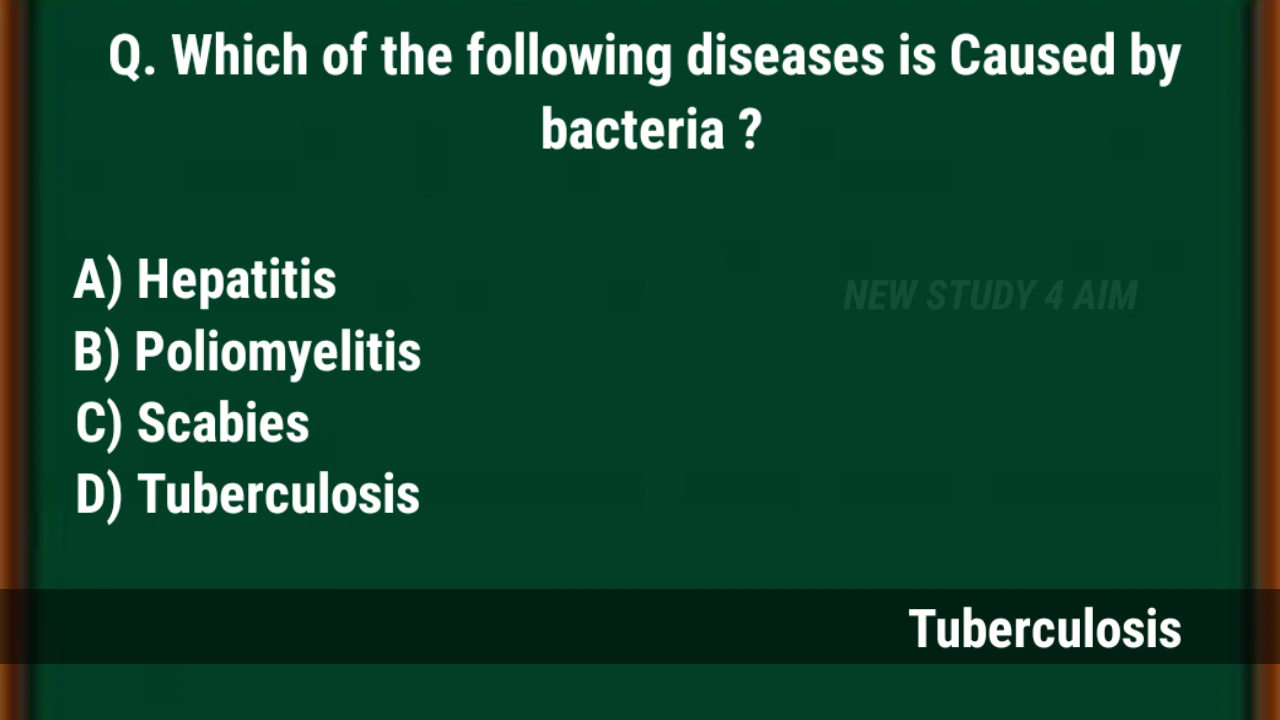 Q. Which of the following diseases is Caused by
bacteria ?
A) Hepatitis
NEW STUDY 4 AIM
B) Poliomyelitis
C) Scabies
D) Tuberculosis
Tuberculosis